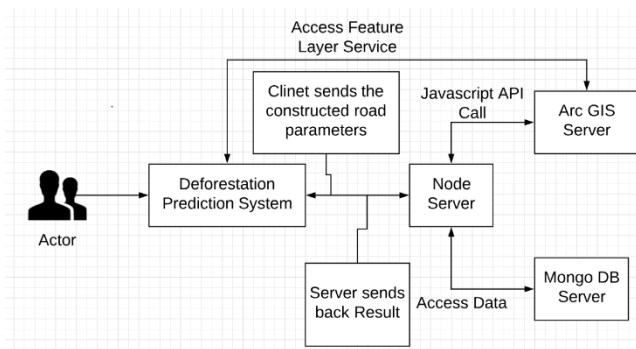 Access Feature
Layer Service
Clinet sends the
constructed road
parameters
Javascript API
Call
Arc GIS
Server
Deforestation
Prediction System
Node
Server
Actor
Server sends
back Result
Access Data
Mongo DB
Server